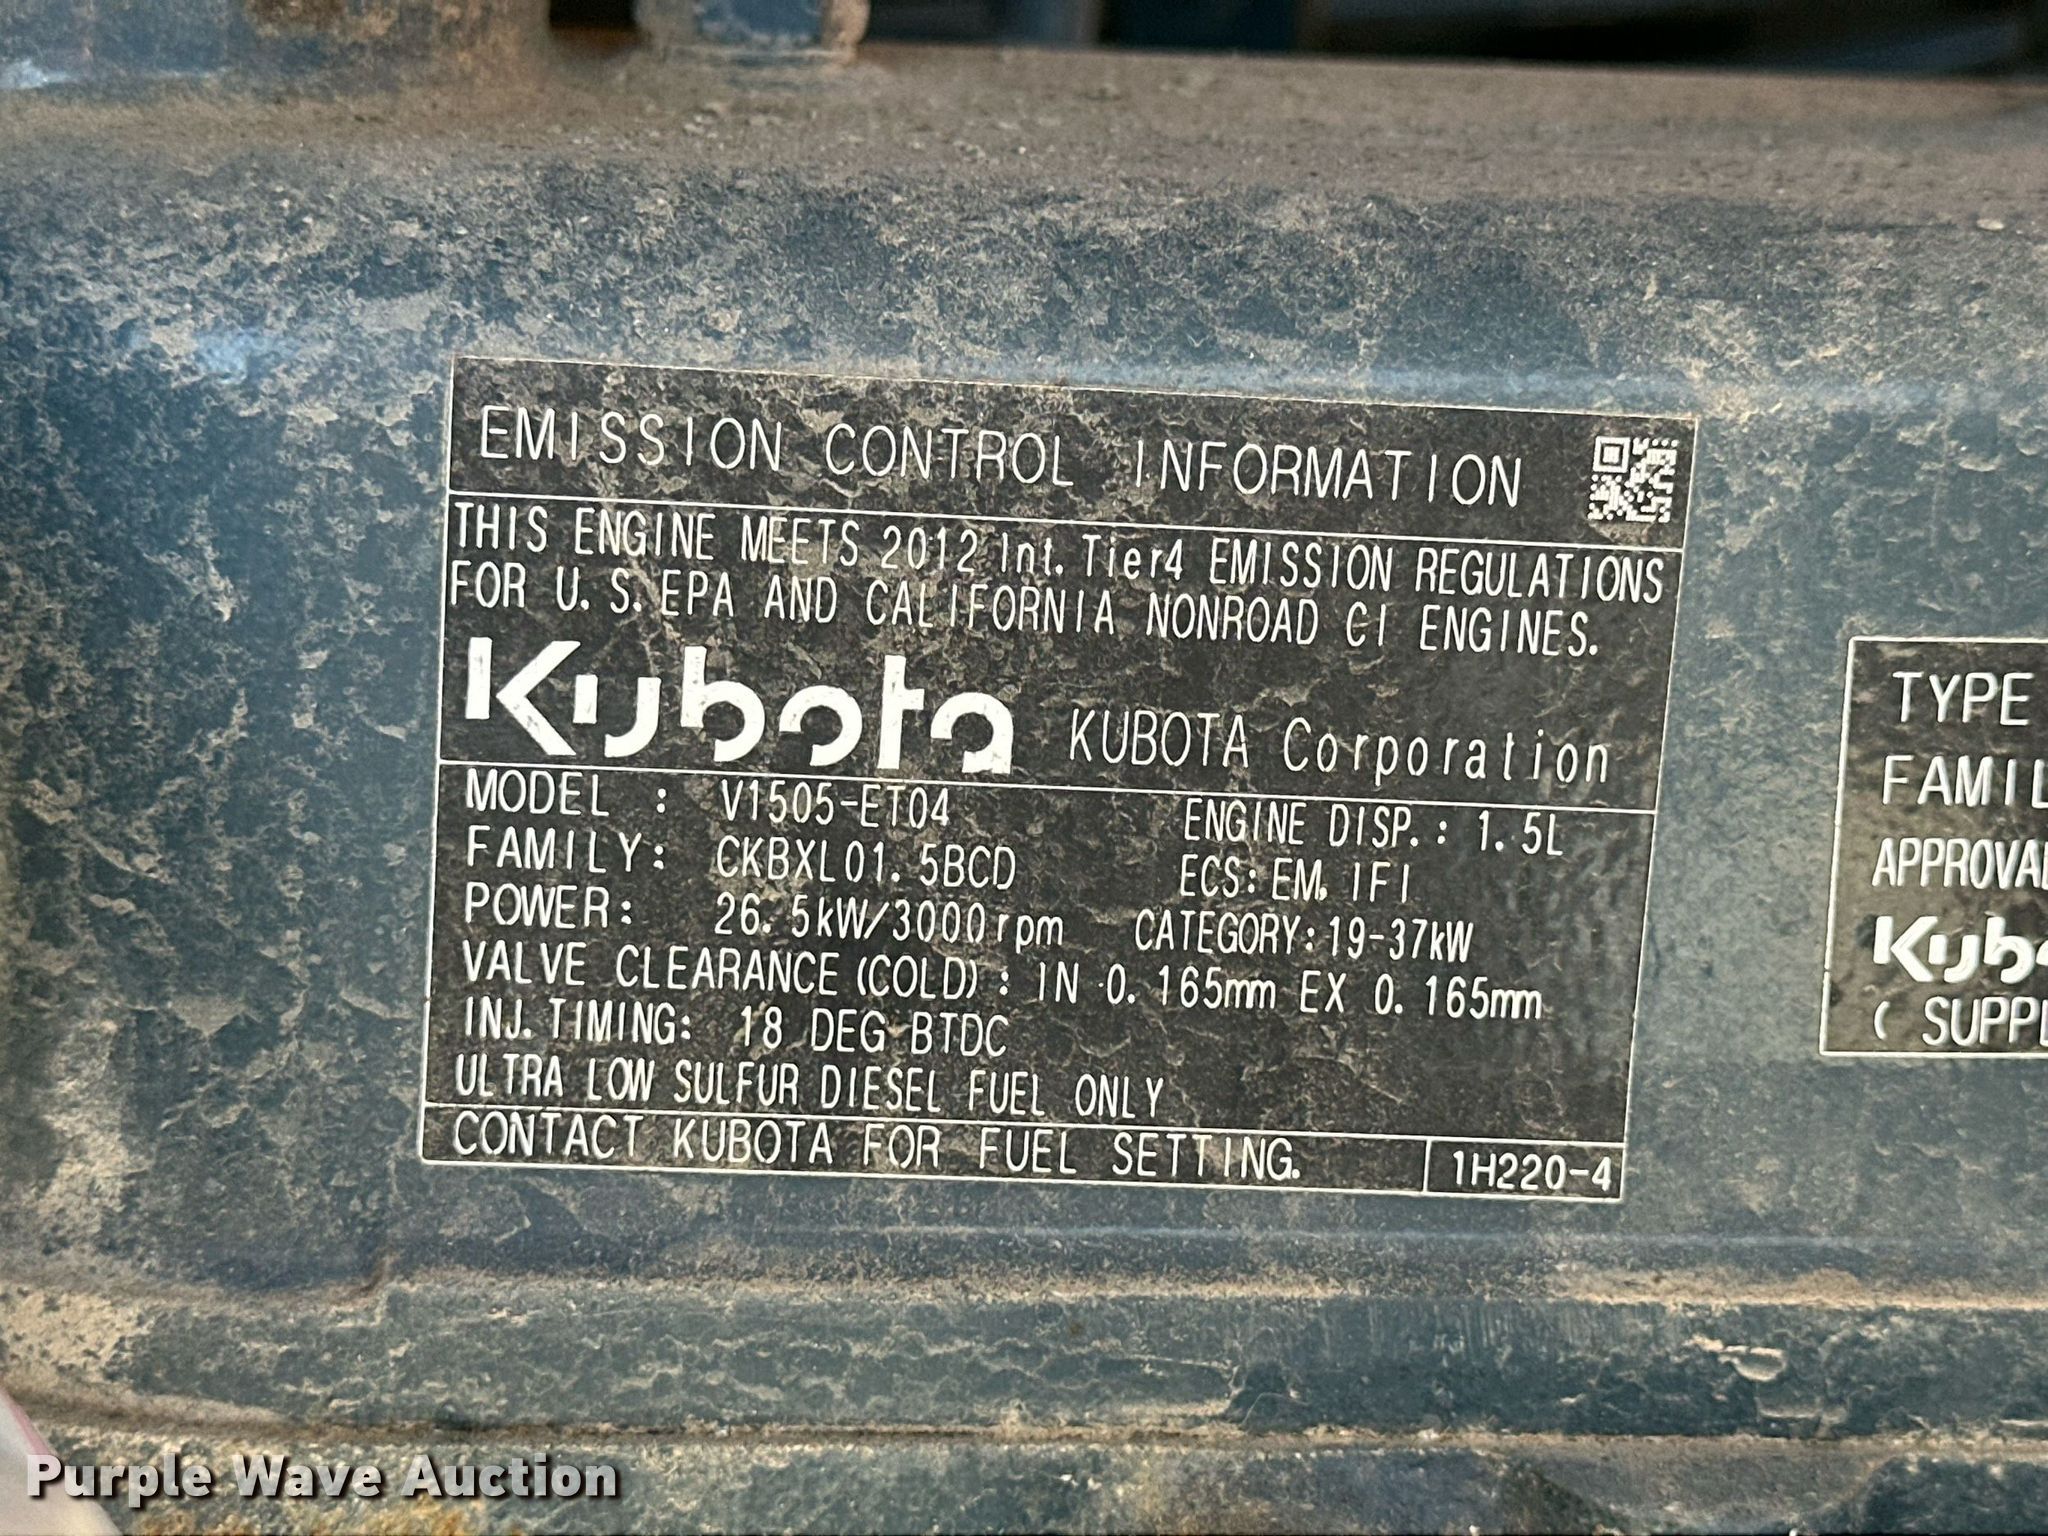 EMISSION CONTROL INFORMATION
THIS ENGINE MEETS 2012 Int. Tier4 EMISSION REGULATIONS
FOR U.S. EPA AND CALIFORNIA NONROAD CI ENGINES.
Kubota KUBOTA Corporation
MODEL : V1505-ET04 ENGINE DISP.: 1.5L
FAMILY: CKBXL01.5BCD ECS: EM, IFI
POWER: 26.5kW/3000rpm CATEGORY: 19-37kW
VALVE CLEARANCE (COLD) : IN 0.165mm EX 0.165mm
INJ. TIMING: 18 DEG BTDC
ULTRA LOW SULFUR DIESEL FUEL ONLY
CONTACT KUBOTA FOR FUEL SETTING. 1H220-4
TYPE
FAMIL
APPROVA
Kub
( SUPPL
Purple Wave Auction